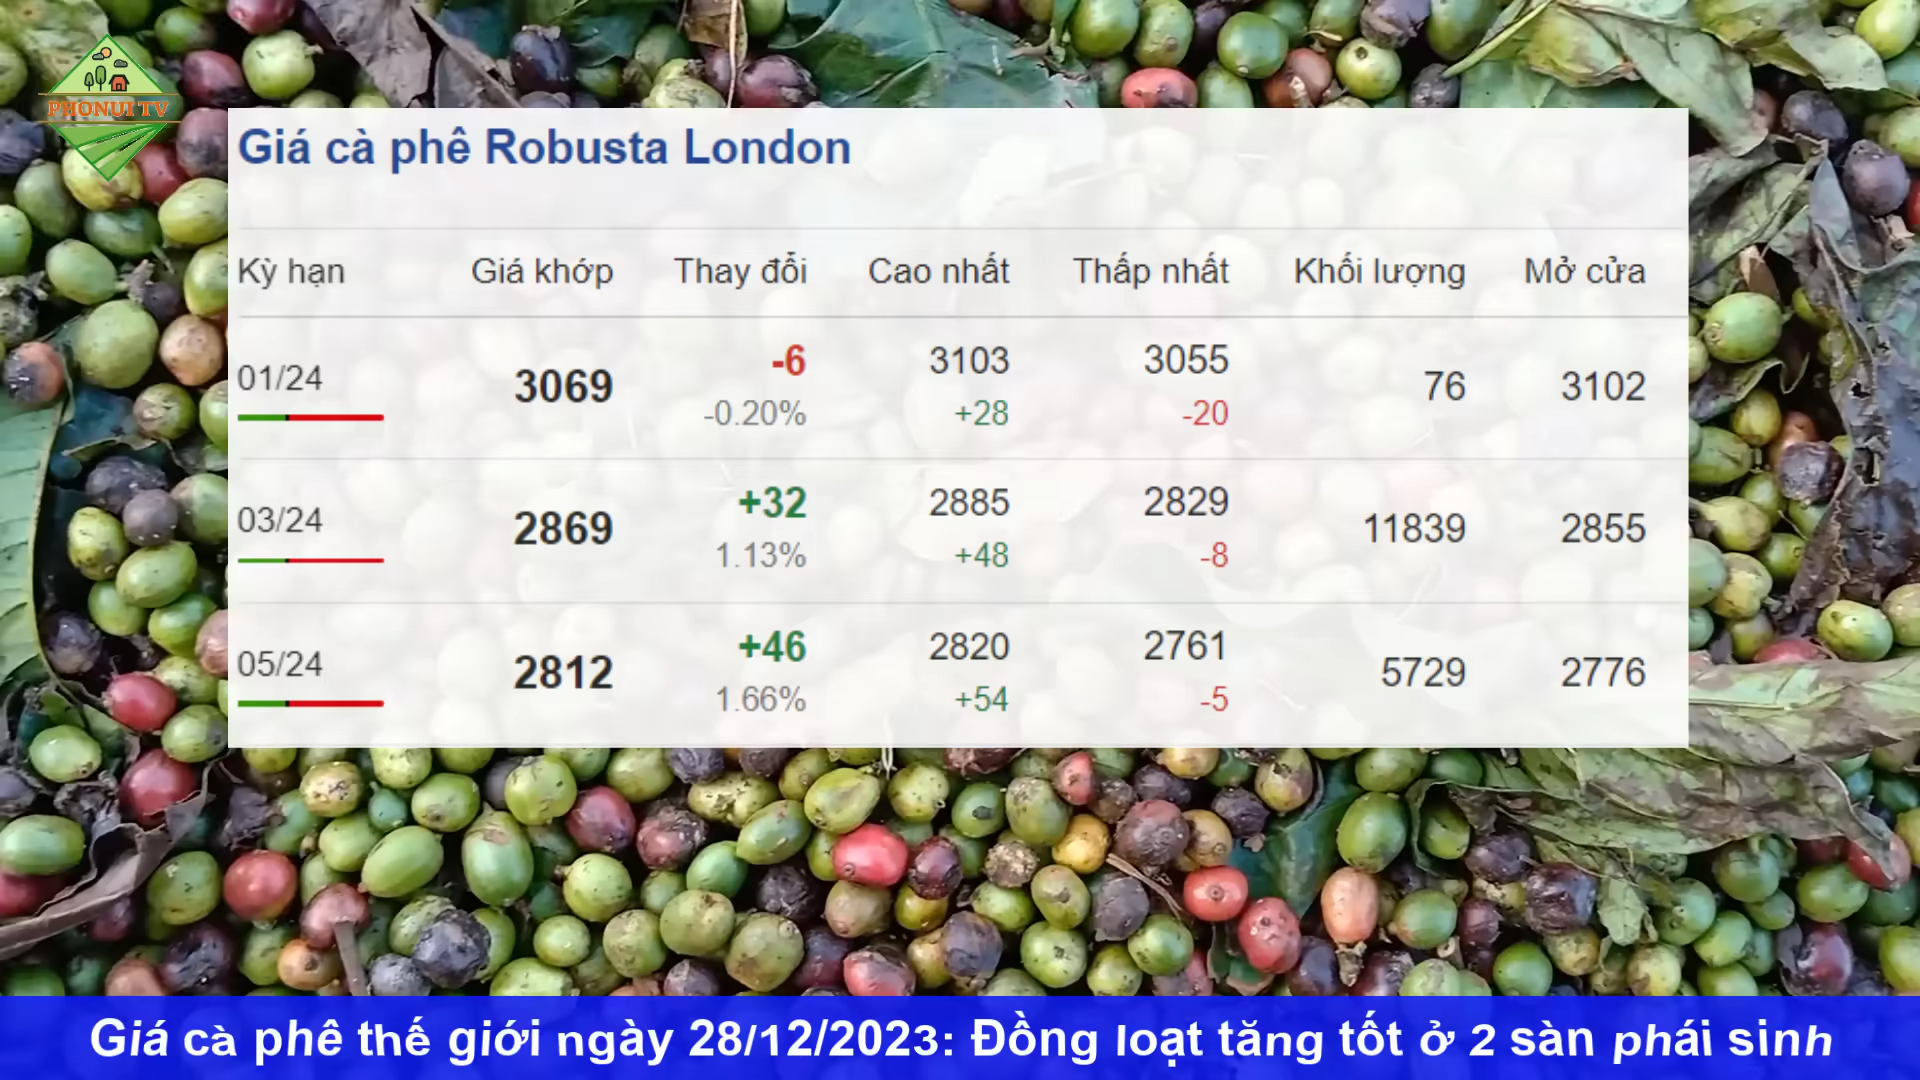 PHONUI TV
Giá cà phê Robusta London
Kỳ hạn Giá khớp Thay đổi Cao nhất Thấp nhất Khối lượng Mở cửa
01/24 3069 -6 3103 3055 76 3102
-0.20% +28 -20
03/24 2869 +32 2885 2829 11839 2855
1.13% +48 -8
05/24 2812 +46 2820 2761 5729 2776
1.66% +54 -5
Giá cà phê thế giới ngày 28/12/2023: Đồng loạt tăng tốt ở 2 sàn phái sinh